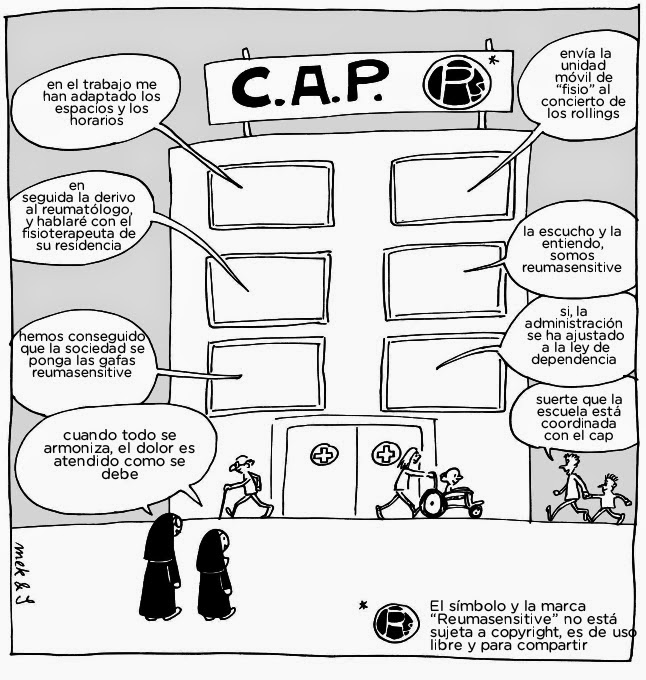 C.A.P. R *
en el trabajo me
han adaptado los
espacios y los
horarios
envía la
unidad
móvil de
“fisio” al
concierto de
los rollings
en
seguida la derivo
al reumatólogo,
y hablaré con el
fisioterapeuta de
su residencia
la escucho y la
entiendo,
somos
reumasensitive
hemos conseguido
que la sociedad se
ponga las gafas
reumasensitive
si, la
administración
se ha ajustado
a la ley de
dependencia
cuando todo se
armoniza, el dolor es
atendido como se
debe
suerte que la
escuela está
coordinada
con el cap
mek & J
* R
El símbolo y la marca
“Reumasensitive” no está
sujeta a copyright, es de uso
libre y para compartir